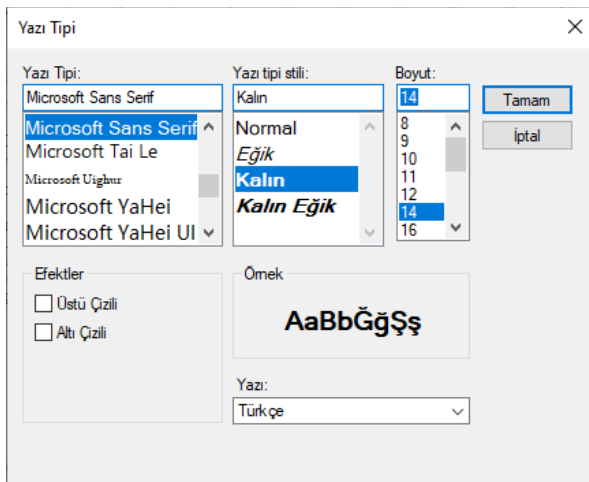 Yazı Tipi
Yazı Tipi:
Microsoft Sans Serif
Microsoft Sans Serif
Microsoft Tai Le
Microsoft Uighur
Microsoft YaHei
Microsoft YaHei UI
Yazı tipi stili:
Kalın
Normal
Eğik
Kalın
Kalın Eğik
Boyut:
14
8
9
10
11
12
14
16
Tamam
İptal
Efektler
Üstü Çizili
Altı Çizili
Örnek
AaBbĞğŞş
Yazı:
Türkçe